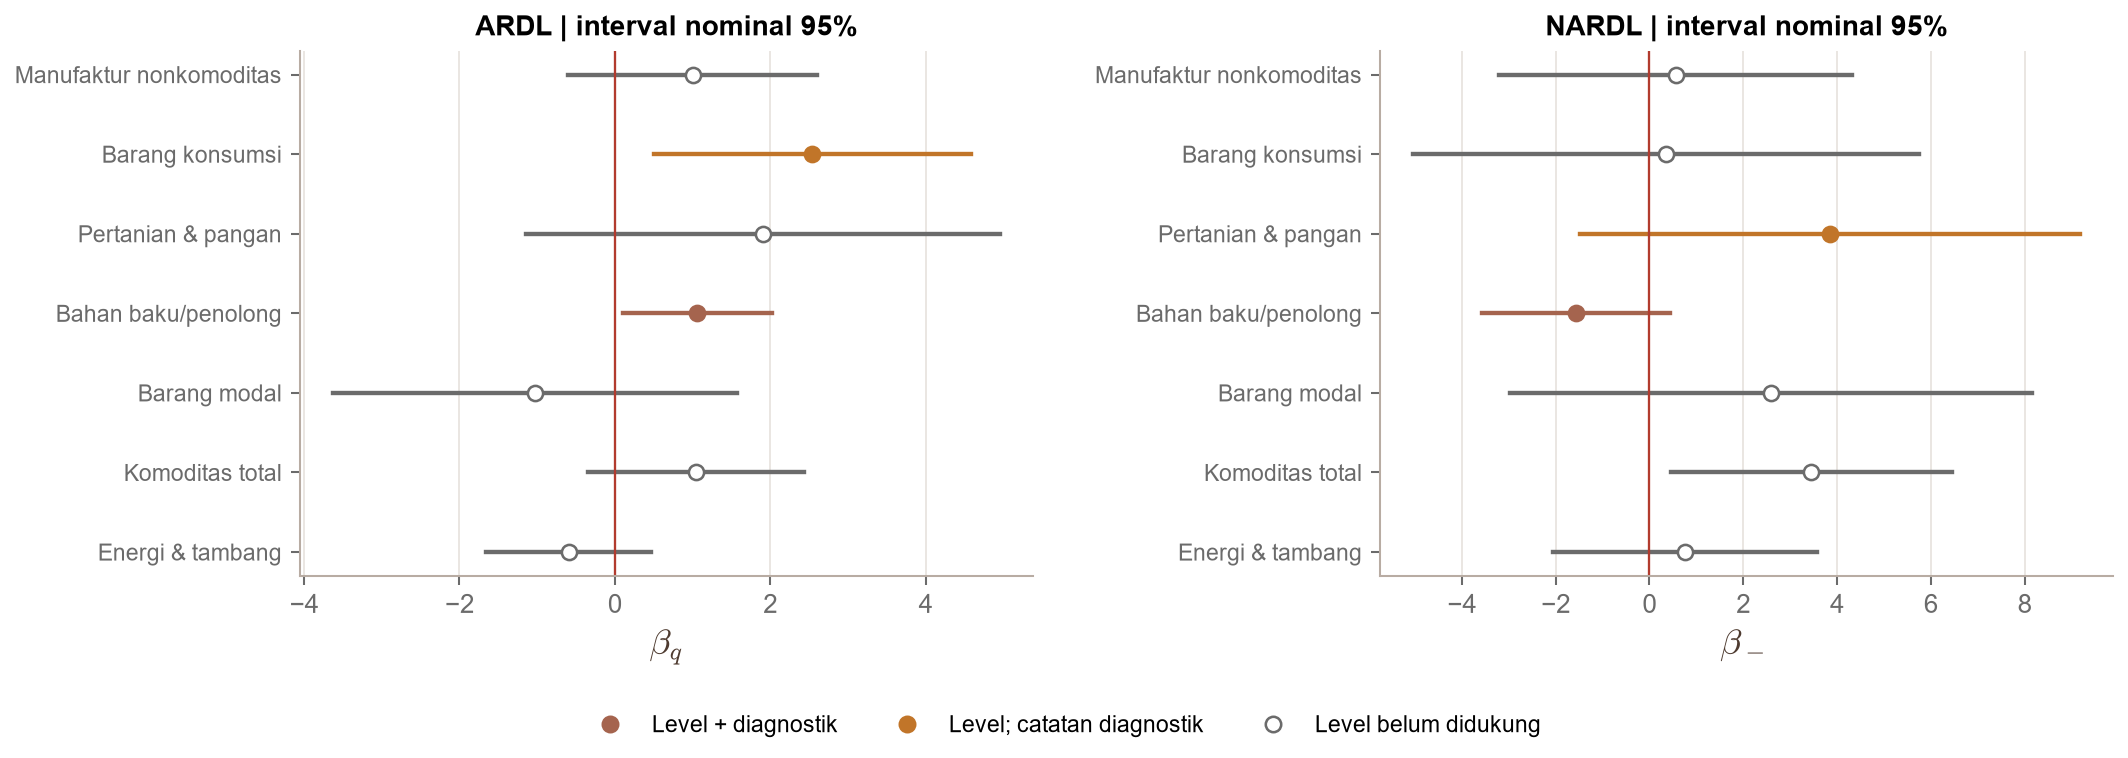 ARDL | interval nominal 95%
Manufaktur nonkomoditas
Barang konsumsi
Pertanian & pangan
Bahan baku/penolong
Barang modal
Komoditas total
Energi & tambang
−4 −2 0 2 4
β_q
NARDL | interval nominal 95%
Manufaktur nonkomoditas
Barang konsumsi
Pertanian & pangan
Bahan baku/penolong
Barang modal
Komoditas total
Energi & tambang
−4 −2 0 2 4 6 8
β_−
Level + diagnostik Level; catatan diagnostik Level belum didukung